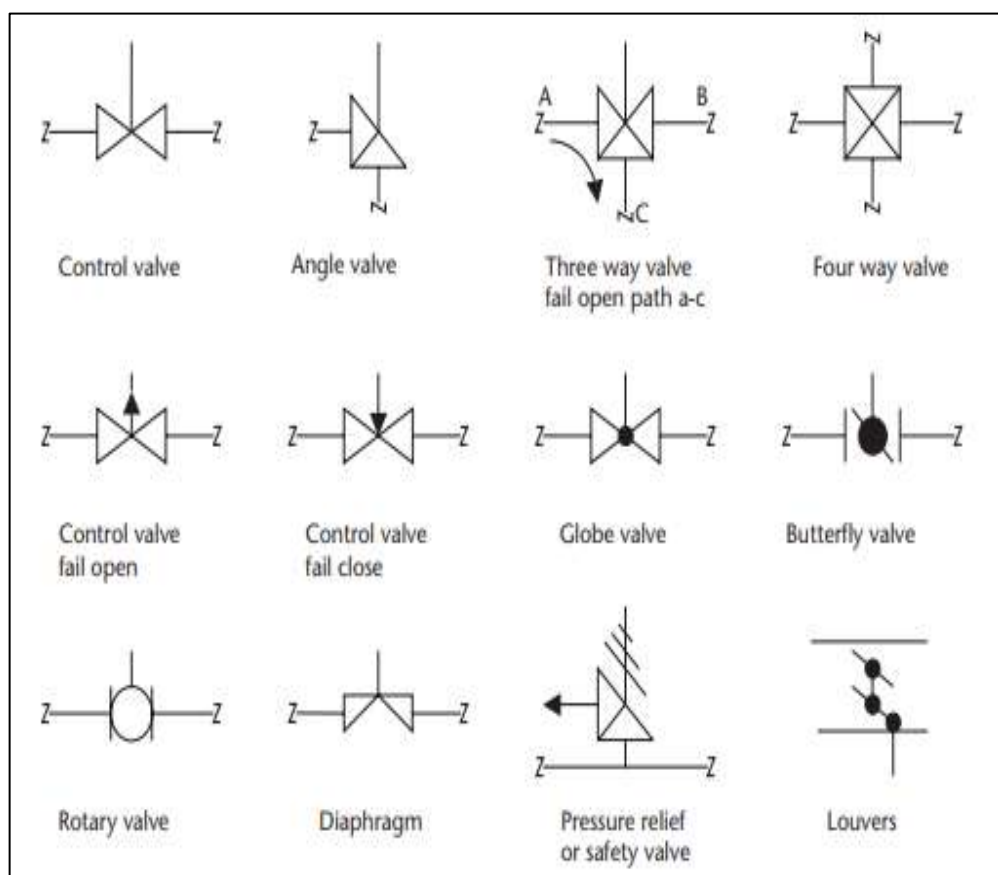 A
B
C
Control valve
Angle valve
Three way valve
fail open path a-c
Four way valve
Control valve
fail open
Control valve
fail close
Globe valve
Butterfly valve
Rotary valve
Diaphragm
Pressure relief
or safety valve
Louvers